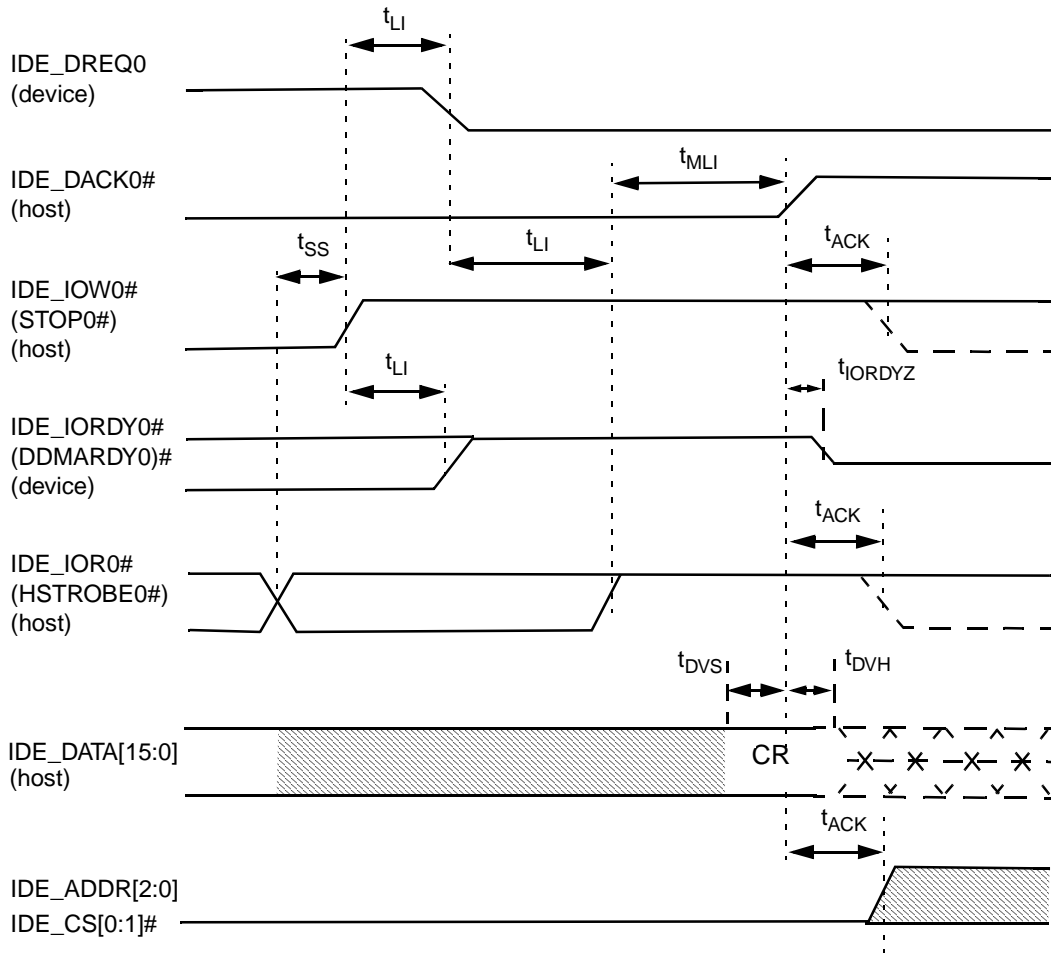 tLI
IDE_DREQ0
(device)
tMLI
IDE_DACK0#
(host)
tSS
tLI
tACK
IDE_IOW0#
(STOP0#)
(host)
tLI
tIORDYZ
IDE_IORDY0#
(DDMARDY0)#
(device)
tACK
IDE_IOR0#
(HSTROBE0#)
(host)
tDVS
tDVH
IDE_DATA[15:0]
(host)
CR
tACK
IDE_ADDR[2:0]
IDE_CS[0:1]#